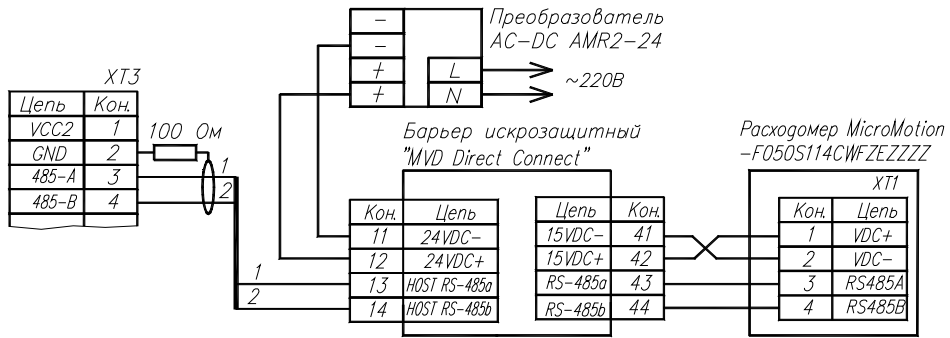 Преобразователь
AC-DC AMR2-24
-
-
+ L
+ N
~220В
XT3
Цепь Кон.
VCC2 1
GND 2
485-A 3
485-B 4
100 Ом
1
2
1
2
Барьер искрозащитный
"MVD Direct Connect"
Кон. Цепь
11 24VDC-
12 24VDC+
13 HOST RS-485a
14 HOST RS-485b
Цепь Кон.
15VDC- 41
15VDC+ 42
RS-485a 43
RS-485b 44
Расходомер MicroMotion
-F050S114CWFZEZZZZ
XT1
Кон. Цепь
1 VDC+
2 VDC-
3 RS485A
4 RS485B